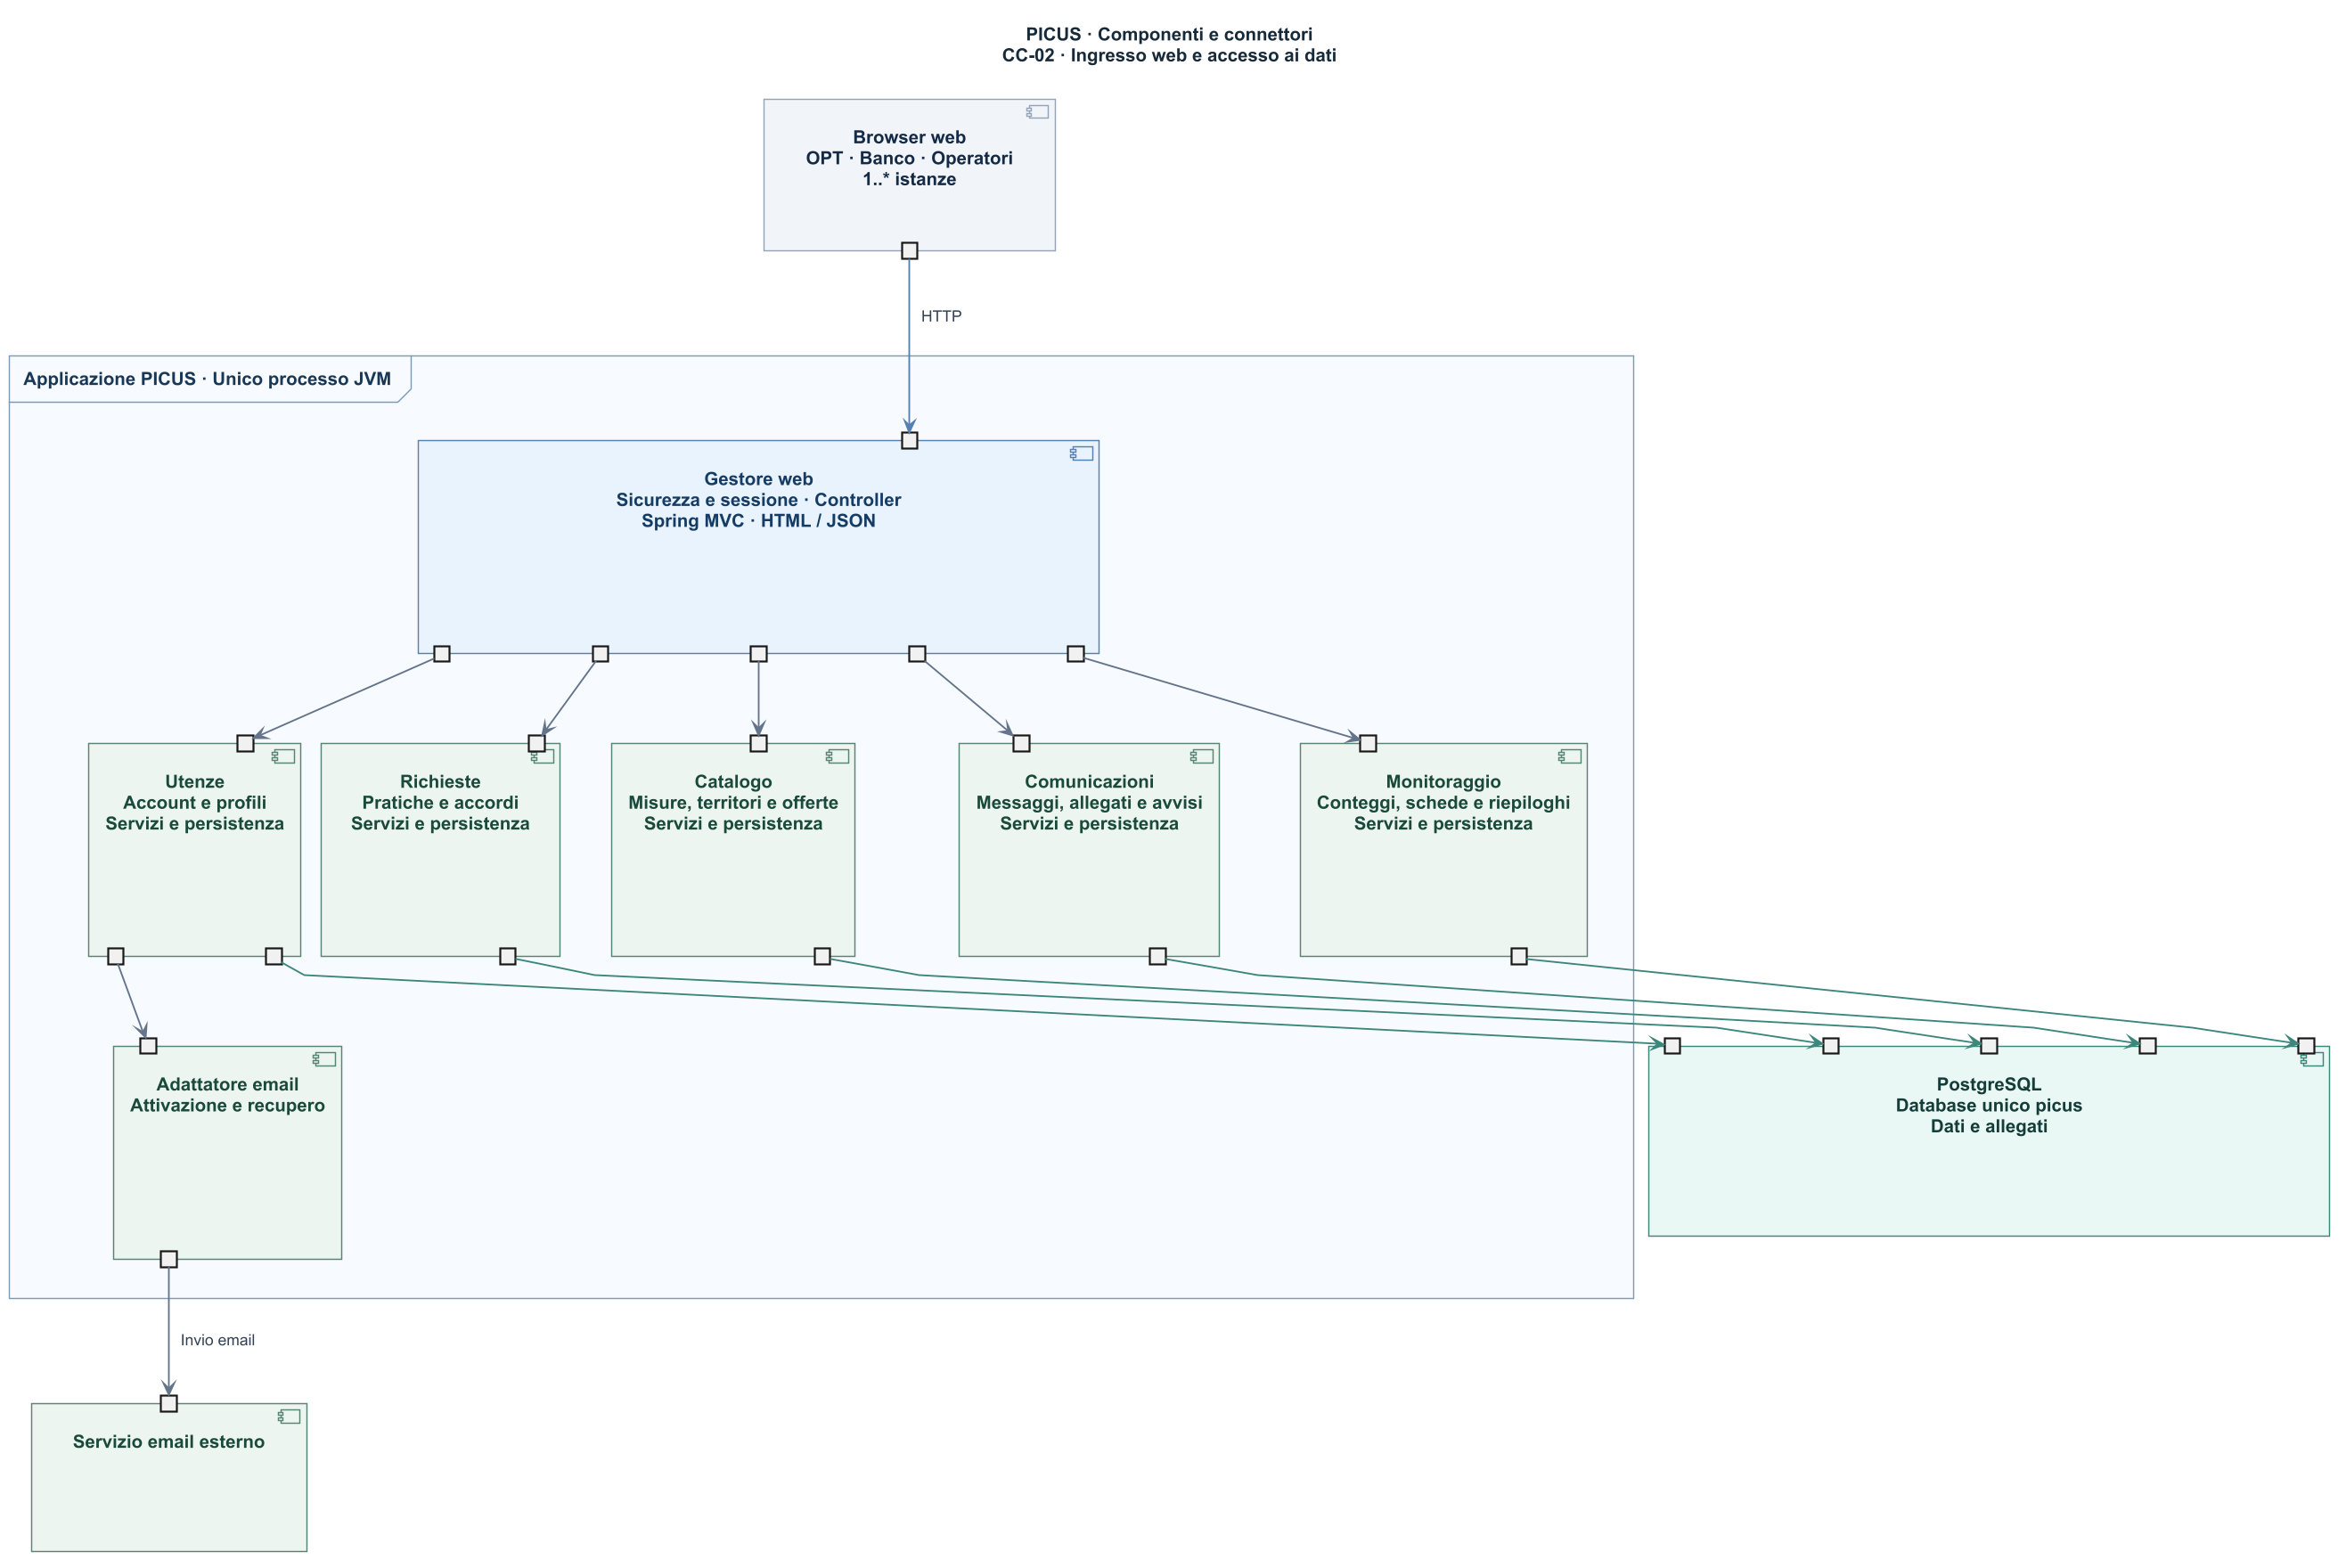 PICUS · Componenti e connettori
CC-02 · Ingresso web e accesso ai dati
Browser web
OPT · Banco · Operatori
1..* istanze
HTTP
Applicazione PICUS · Unico processo JVM
Gestore web
Sicurezza e sessione · Controller
Spring MVC · HTML / JSON
Utenze
Account e profili
Servizi e persistenza
Richieste
Pratiche e accordi
Servizi e persistenza
Catalogo
Misure, territori e offerte
Servizi e persistenza
Comunicazioni
Messaggi, allegati e avvisi
Servizi e persistenza
Monitoraggio
Conteggi, schede e riepiloghi
Servizi e persistenza
Adattatore email
Attivazione e recupero
PostgreSQL
Database unico picus
Dati e allegati
Invio email
Servizio email esterno